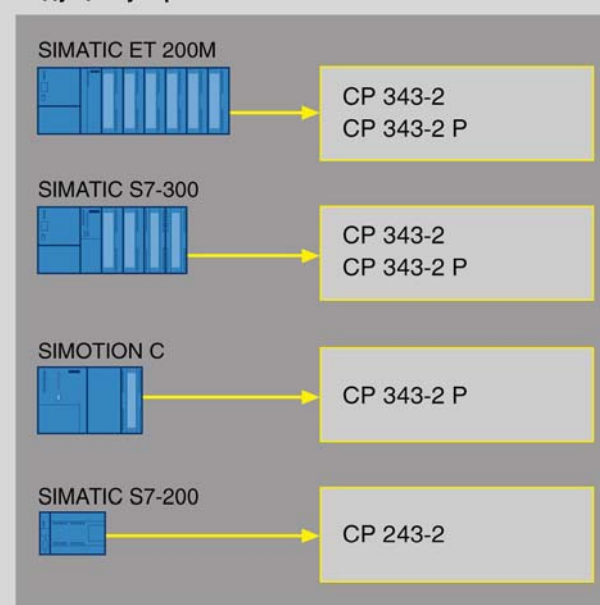 SIMATIC ET 200M
CP 343-2
CP 343-2 P
SIMATIC S7-300
CP 343-2
CP 343-2 P
SIMOTION C
CP 343-2 P
SIMATIC S7-200
CP 243-2